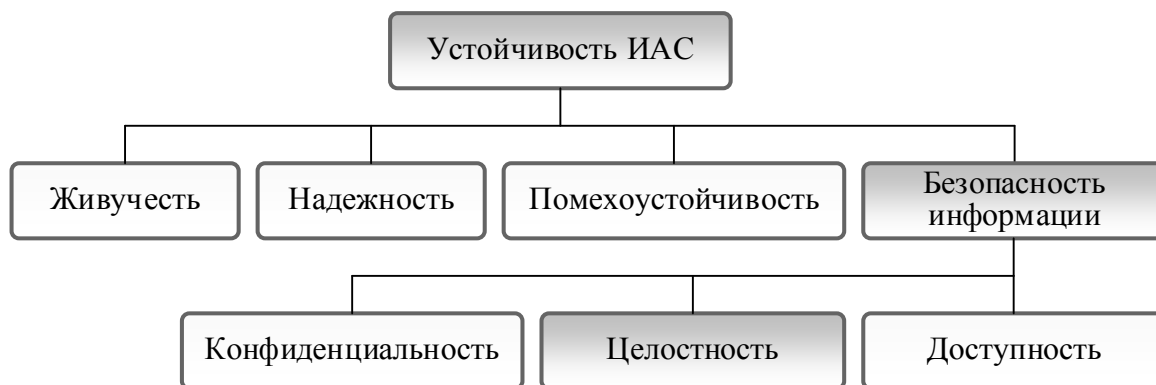 Устойчивость ИАС
Живучесть
Надежность
Помехоустойчивость
Безопасность
информации
Конфиденциальность
Целостность
Доступность